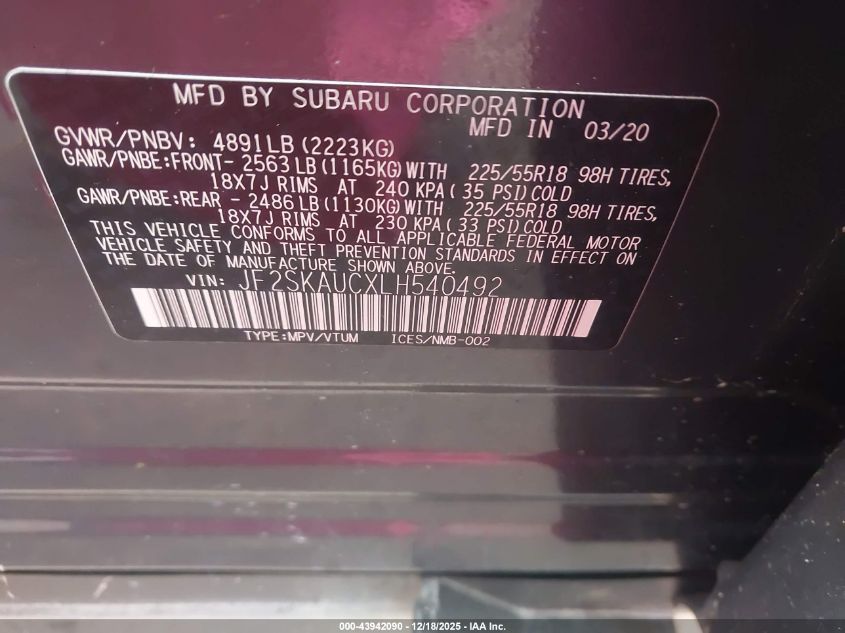 MFD BY SUBARU CORPORATION
MFD IN 03/20
GVWR/PNBV: 4891LB (2223KG)
GAWR/PNBE:FRONT- 2563 LB (1165KG) WITH 225/55R18 98H TIRES,
18X7J RIMS AT 240 KPA ( 35 PSI) COLD
GAWR/PNBE:REAR - 2486 LB (1130KG) WITH 225/55R18 98H TIRES,
18X7J RIMS AT 230 KPA ( 33 PSI) COLD
THIS VEHICLE CONFORMS TO ALL APPLICABLE FEDERAL MOTOR
VEHICLE SAFETY AND THEFT PREVENTION STANDARDS IN EFFECT ON
THE DATE OF MANUFACTURE SHOWN ABOVE.
VIN: JF2SKAUCXLH540492
TYPE:MPV/VTUM ICES/NMB-002
000-43942090 - 12/18/2025 - IAA Inc.